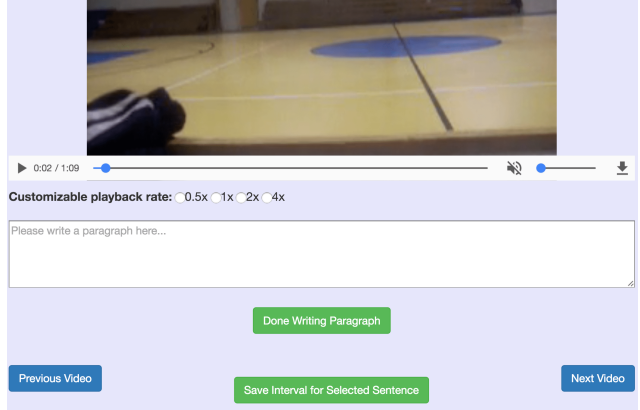 0:02 / 1:09
Customizable playback rate: 0.5x 1x 2x 4x
Please write a paragraph here...
Done Writing Paragraph
Previous Video
Next Video
Save Interval for Selected Sentence